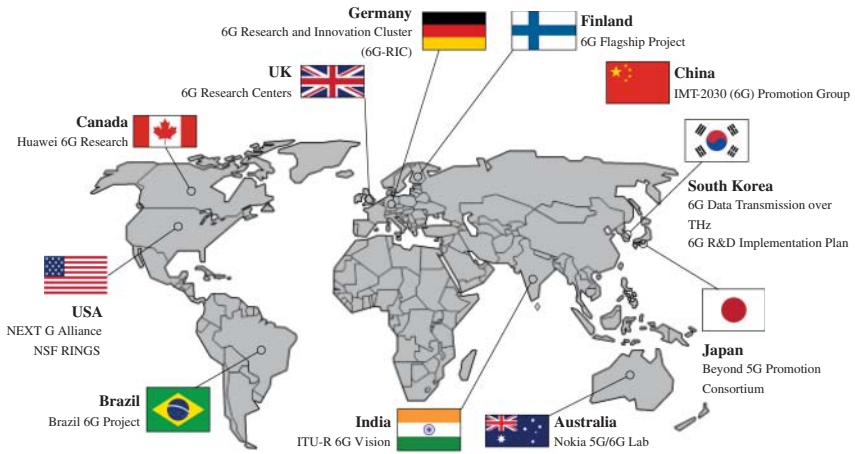 Germany
6G Research and Innovation Cluster
(6G-RIC)
Finland
6G Flagship Project
UK
6G Research Centers
China
IMT-2030 (6G) Promotion Group
Canada
Huawei 6G Research
South Korea
6G Data Transmission over
THz
6G R&D Implementation Plan
USA
NEXT G Alliance
NSF RINGS
Japan
Beyond 5G Promotion
Consortium
Brazil
Brazil 6G Project
India
ITU-R 6G Vision
Australia
Nokia 5G/6G Lab